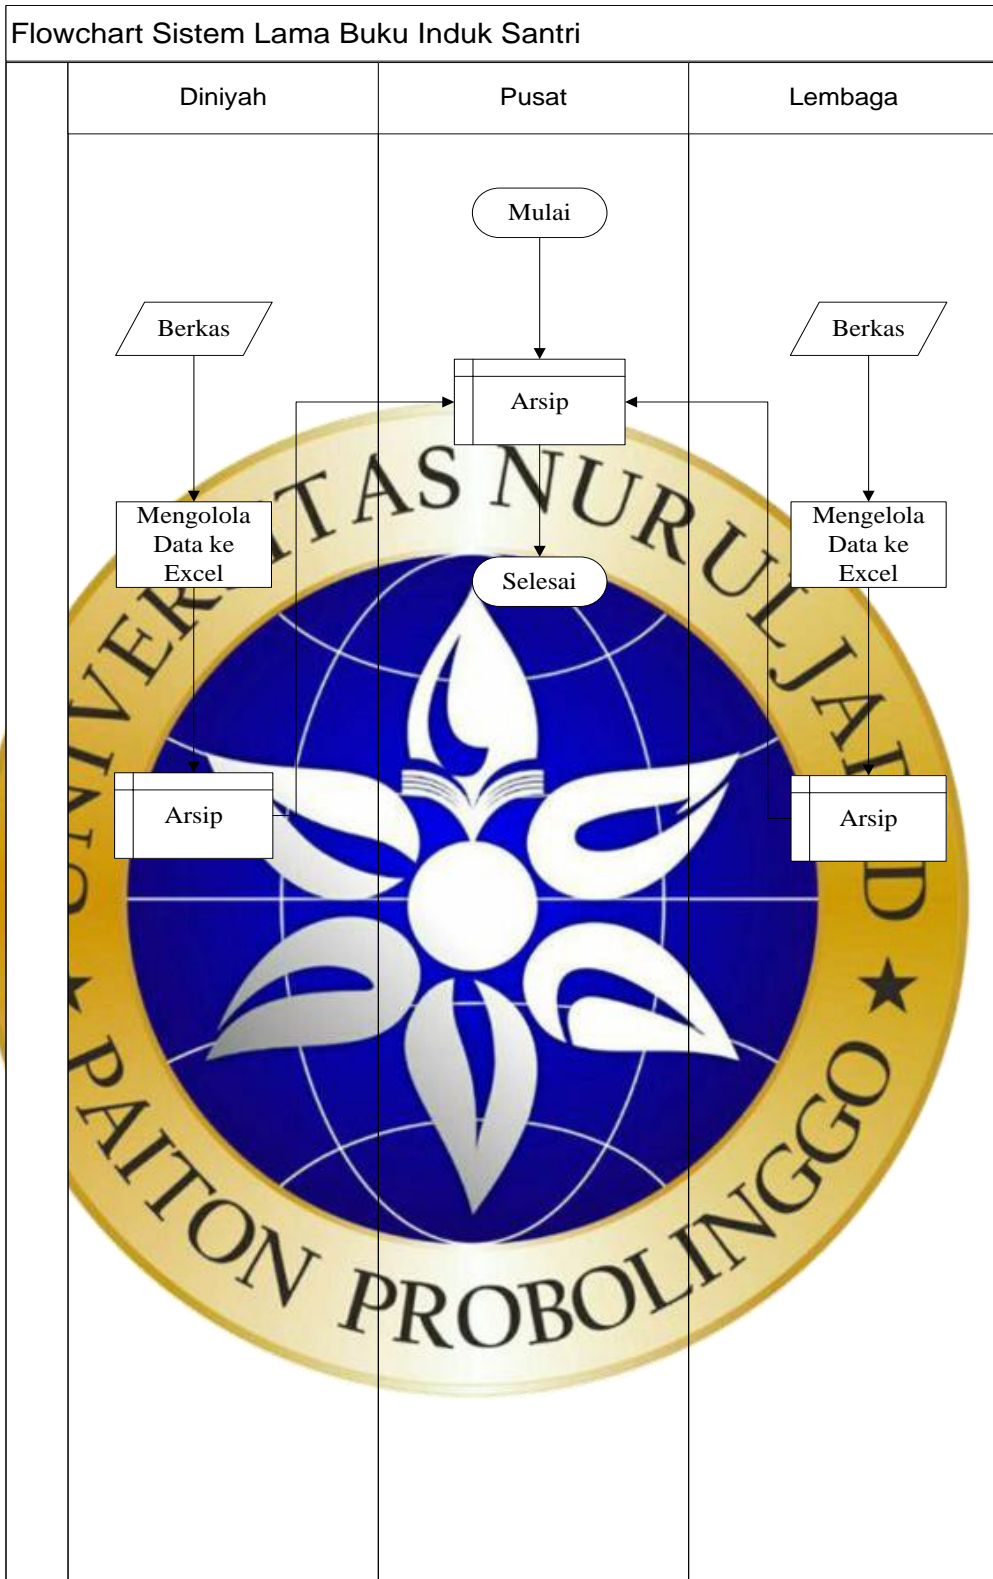 Flowchart Sistem Lama Buku Induk Santri
Diniyah
Pusat
Lembaga
Mulai
Berkas
Berkas
Arsip
Mengolola
Data ke
Excel
Mengelola
Data ke
Excel
Selesai
Arsip
Arsip
UNIVERSITAS NURUL JADID
PAITON PROBOLINGGO